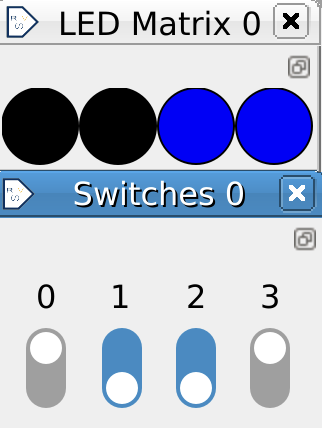 LED Matrix 0
Switches 0
0 1 2 3